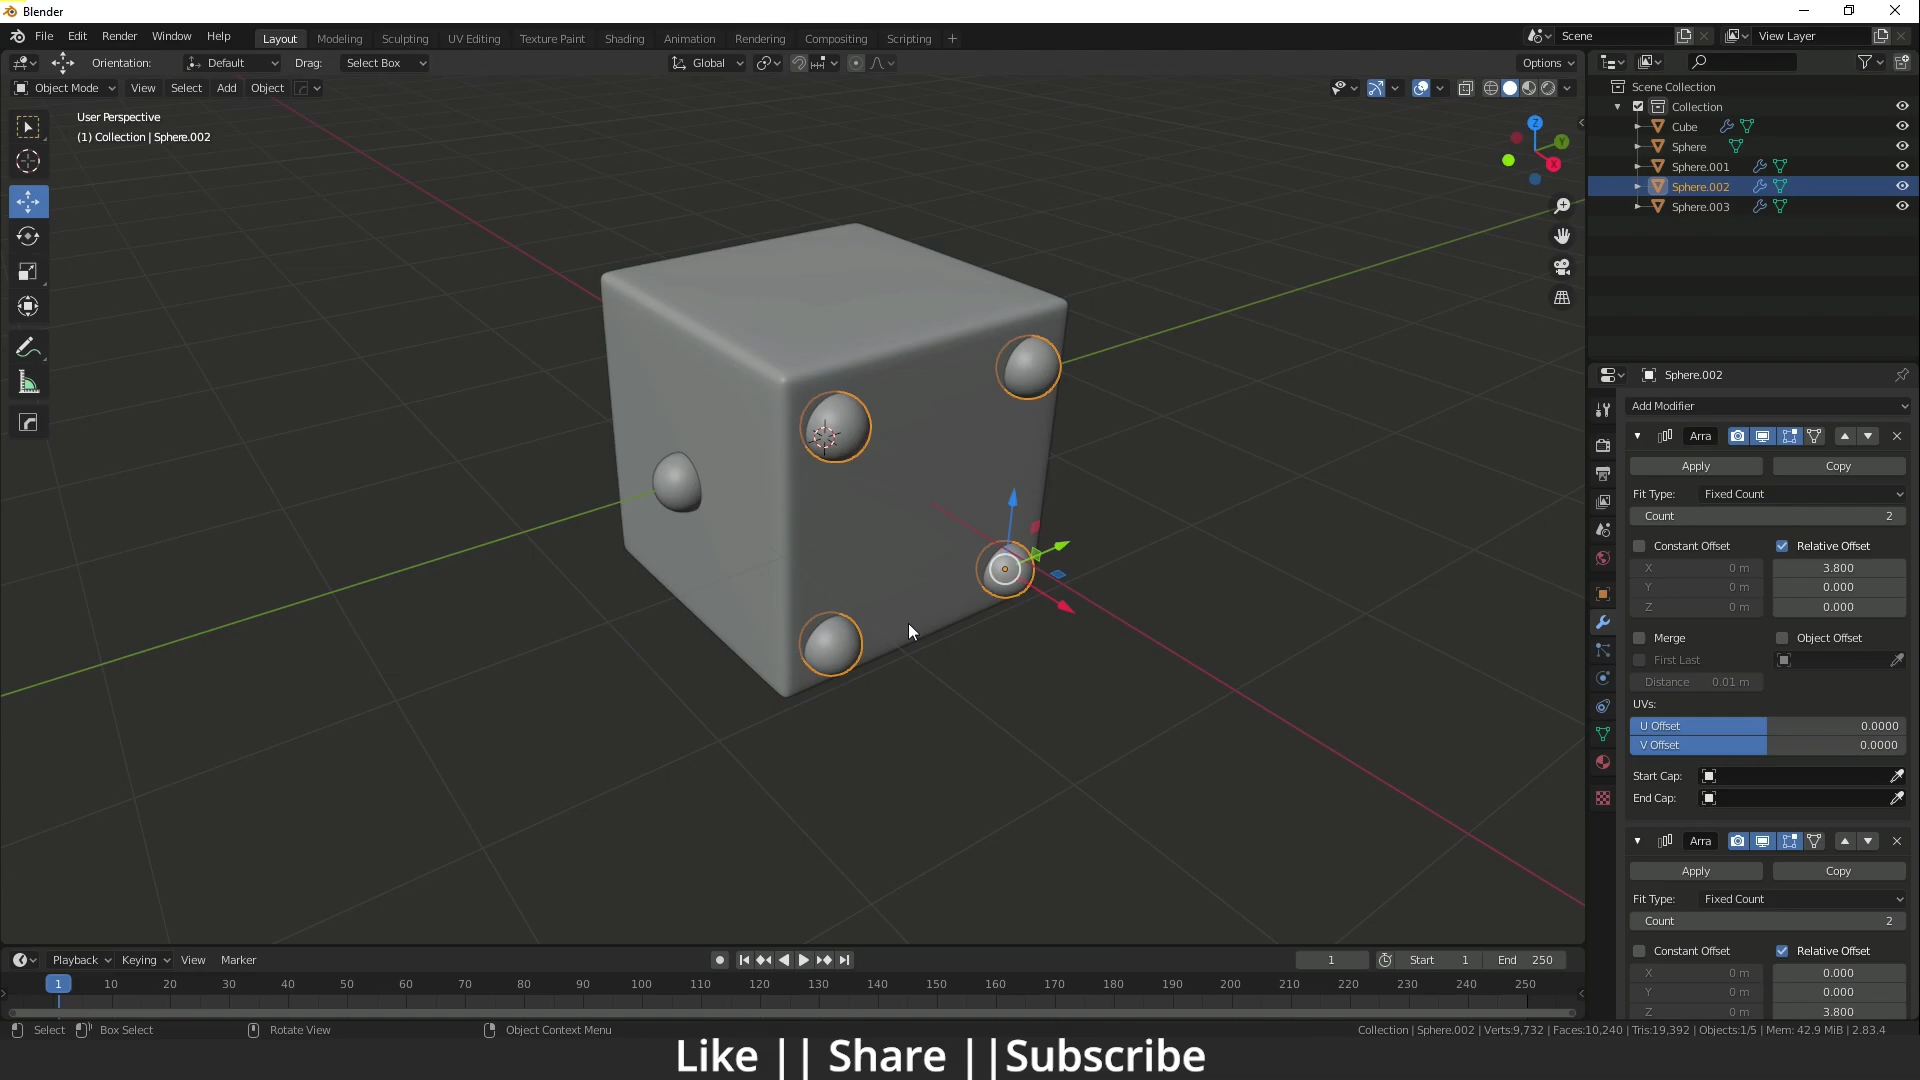 Blender
File Edit Render Window Help Layout Modeling Sculpting UV Editing Texture Paint Shading Animation Rendering Compositing Scripting + Scene View Layer
Orientation: Default Drag: Select Box Global Options
Object Mode View Select Add Object
User Perspective
(1) Collection | Sphere.002
Z
Y
X
Scene Collection
Collection
Cube
Sphere
Sphere.001
Sphere.002
Sphere.003
Sphere.002
Add Modifier
Arra
Apply Copy
Fit Type: Fixed Count
Count 2
Constant Offset Relative Offset
X 0 m 3.800
Y 0 m 0.000
Z 0 m 0.000
Merge Object Offset
First Last
Distance 0.01 m
UVs:
U Offset 0.0000
V Offset 0.0000
Start Cap:
End Cap:
Arra
Apply Copy
Fit Type: Fixed Count
Count 2
Constant Offset Relative Offset
X 0 m 0.000
Y 0 m 0.000
Z 0 m 3.800
Playback Keying View Marker 1 Start 1 End 250
1 10 20 30 40 50 60 70 80 90 100 110 120 130 140 150 160 170 180 190 200 210 220 230 240 250
Select Box Select Rotate View Object Context Menu Collection | Sphere.002 | Verts:9,732 | Faces:10,240 | Tris:19,392 | Objects:1/5 | Mem: 42.9 MiB | 2.83.4
Like || Share ||Subscribe